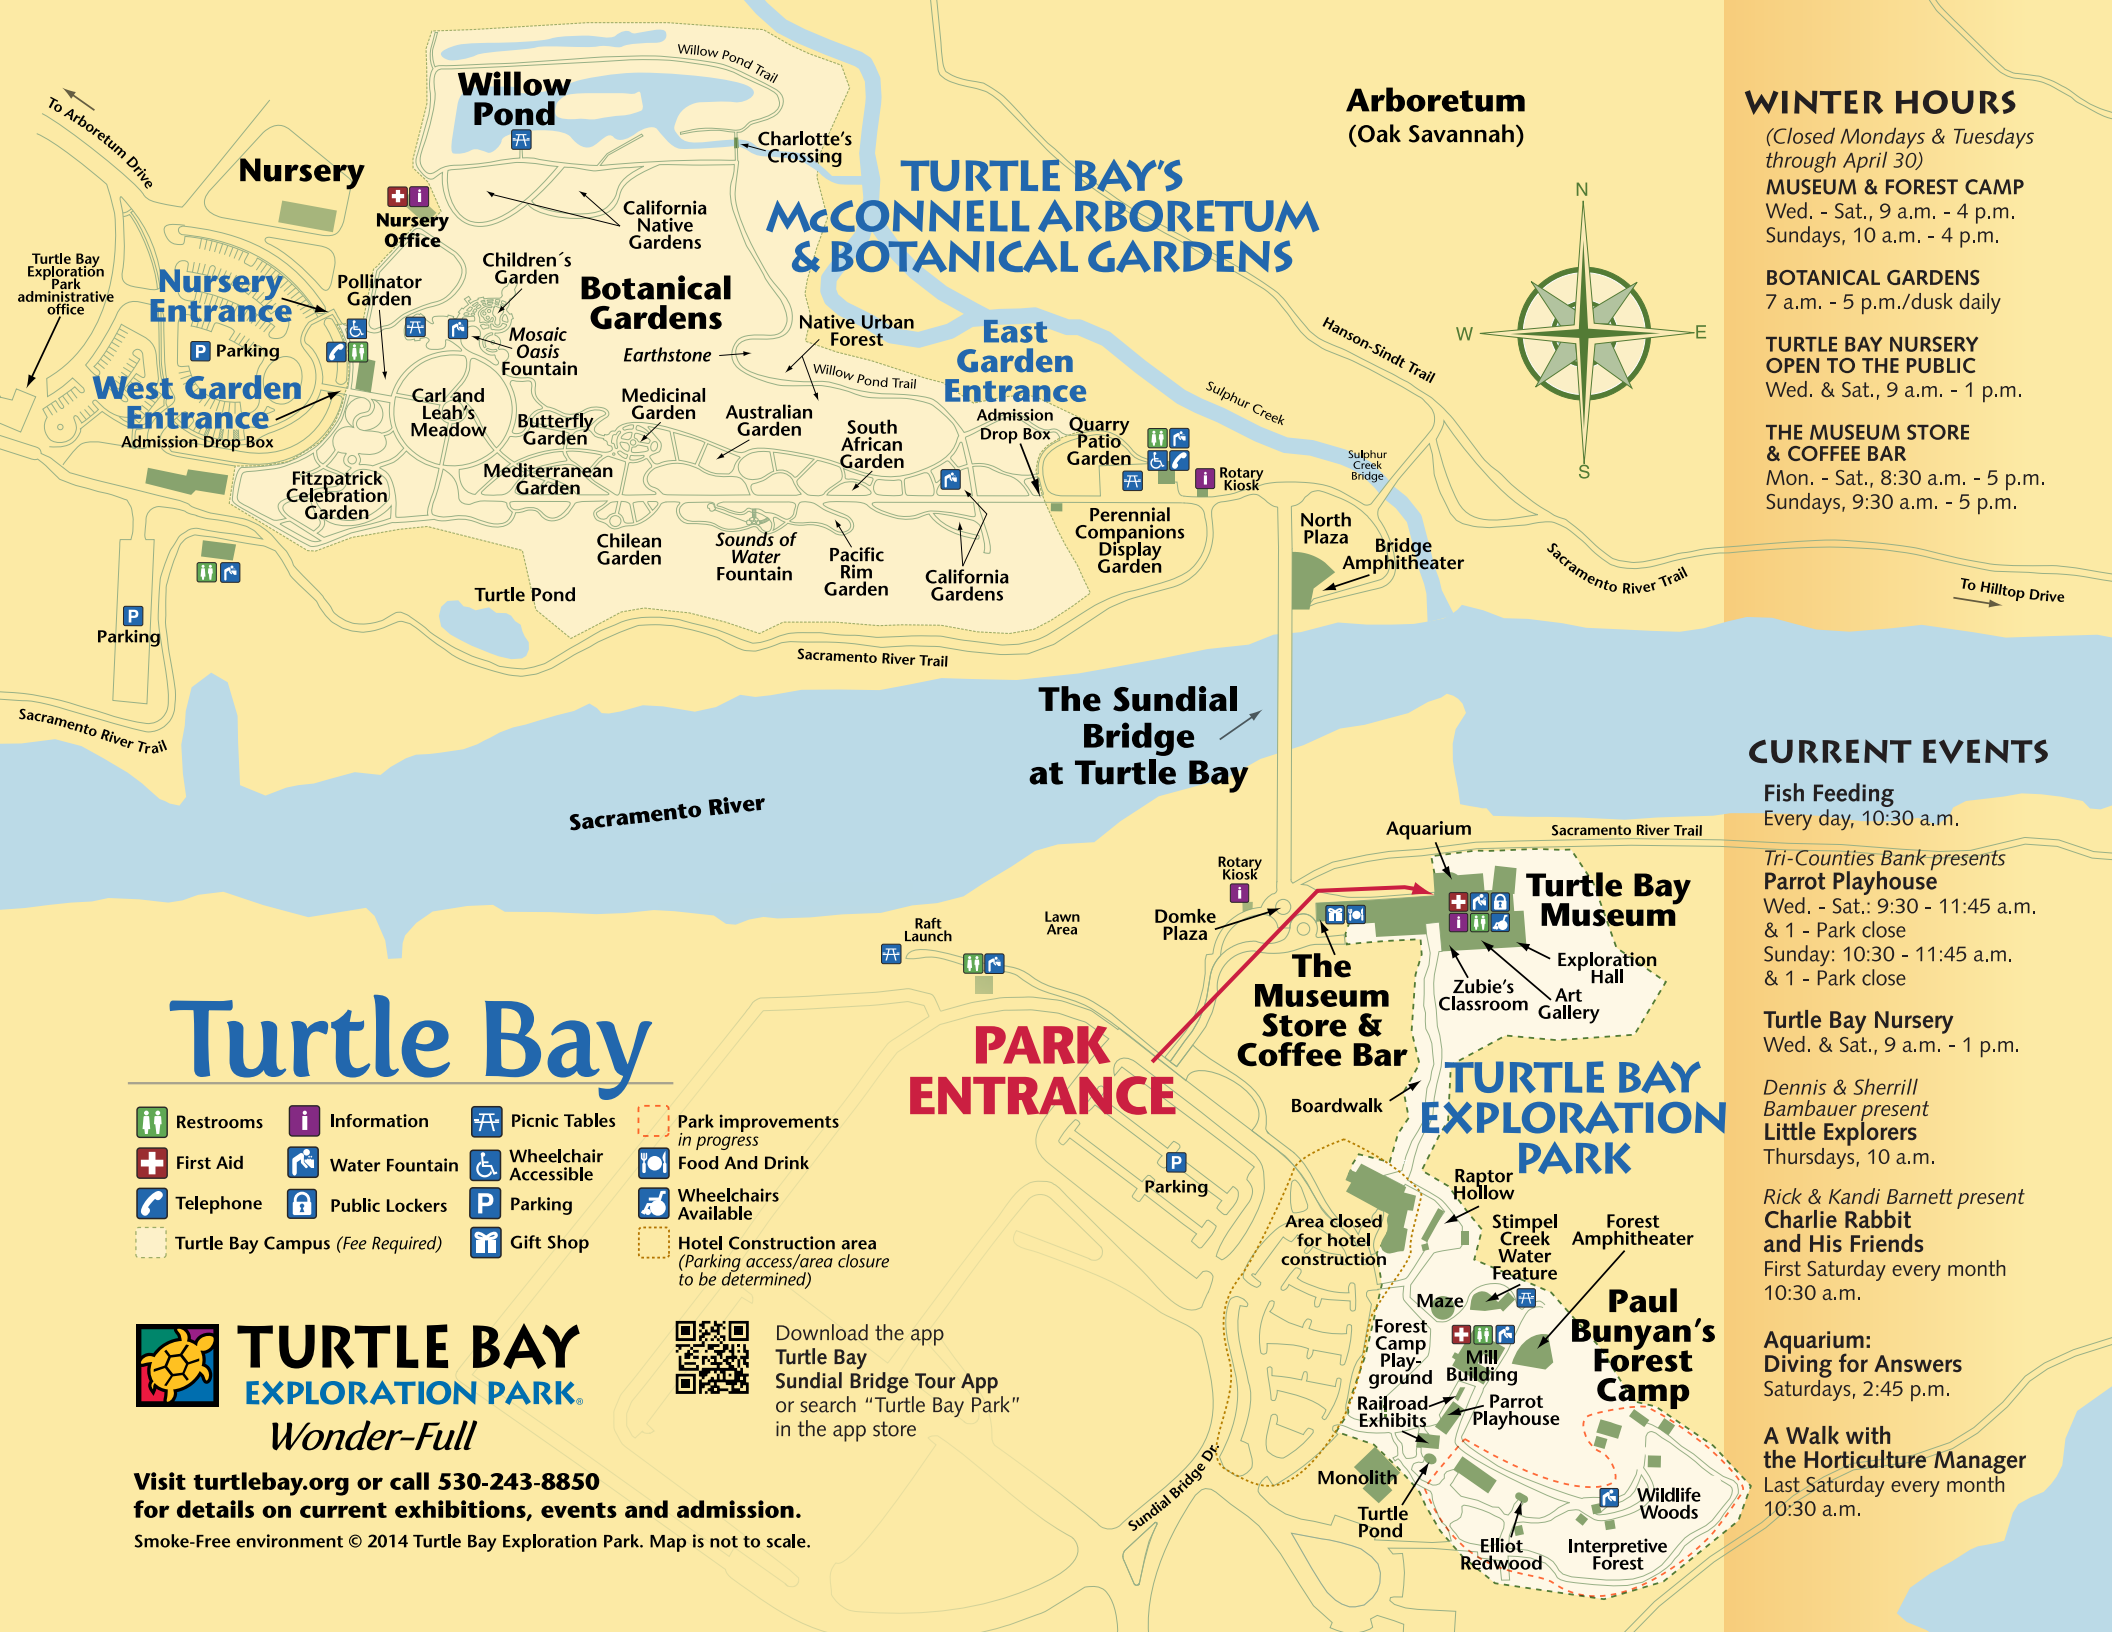 Willow Pond Trail
Willow
Pond
To Arboretum Drive
Nursery
Charlotte's
Crossing
Arboretum
(Oak Savannah)
TURTLE BAY'S
McCONNELL ARBORETUM
& BOTANICAL GARDENS
Nursery
Office
California
Native
Gardens
N
W
E
S
Turtle Bay
Exploration
Park
administrative
office
Nursery
Entrance
P Parking
West Garden
Entrance
Admission Drop Box
Pollinator
Garden
Children´s
Garden
Botanical
Gardens
Mosaic
Oasis
Fountain
Earthstone
Native Urban
Forest
Willow Pond Trail
East
Garden
Entrance
Admission
Drop Box
Hanson-Sindt Trail
Sulphur Creek
Carl and
Leah's
Meadow
Butterfly
Garden
Medicinal
Garden
Australian
Garden
South
African
Garden
Quarry
Patio
Garden
Rotary
Kiosk
Sulphur
Creek
Bridge
Fitzpatrick
Celebration
Garden
Mediterranean
Garden
Chilean
Garden
Sounds of
Water
Fountain
Pacific
Rim
Garden
California
Gardens
Perennial
Companions
Display
Garden
North
Plaza
Bridge
Amphitheater
Sacramento River Trail
To Hilltop Drive
Turtle Pond
P
Parking
Sacramento River Trail
Sacramento River Trail
The Sundial
Bridge
at Turtle Bay
Sacramento River
Aquarium
Sacramento River Trail
Rotary
Kiosk
Raft
Launch
Lawn
Area
Domke
Plaza
Turtle Bay
Museum
Exploration
Hall
Zubie's
Classroom
Art
Gallery
The
Museum
Store &
Coffee Bar
PARK
ENTRANCE
Boardwalk
TURTLE BAY
EXPLORATION
PARK
P
Parking
Raptor
Hollow
Area closed
for hotel
construction
Stimpel
Creek
Water
Feature
Forest
Amphitheater
Maze
Paul
Bunyan's
Forest
Camp
Forest
Camp
Play-
ground
Mill
Building
Railroad
Exhibits
Parrot
Playhouse
Monolith
Turtle
Pond
Elliot
Redwood
Interpretive
Forest
Wildlife
Woods
Sundial Bridge Dr.
Turtle Bay
Restrooms
Information
Picnic Tables
Park improvements
in progress
First Aid
Water Fountain
Wheelchair
Accessible
Food And Drink
Telephone
Public Lockers
P Parking
Wheelchairs
Available
Turtle Bay Campus (Fee Required)
Gift Shop
Hotel Construction area
(Parking access/area closure
to be determined)
TURTLE BAY
EXPLORATION PARK®
Wonder-Full
Download the app
Turtle Bay
Sundial Bridge Tour App
or search “Turtle Bay Park”
in the app store
Visit turtlebay.org or call 530-243-8850
for details on current exhibitions, events and admission.
Smoke-Free environment © 2014 Turtle Bay Exploration Park. Map is not to scale.
WINTER HOURS
(Closed Mondays & Tuesdays
through April 30)
MUSEUM & FOREST CAMP
Wed. - Sat., 9 a.m. - 4 p.m.
Sundays, 10 a.m. - 4 p.m.
BOTANICAL GARDENS
7 a.m. - 5 p.m./dusk daily
TURTLE BAY NURSERY
OPEN TO THE PUBLIC
Wed. & Sat., 9 a.m. - 1 p.m.
THE MUSEUM STORE
& COFFEE BAR
Mon. - Sat., 8:30 a.m. - 5 p.m.
Sundays, 9:30 a.m. - 5 p.m.
CURRENT EVENTS
Fish Feeding
Every day, 10:30 a.m.
Tri-Counties Bank presents
Parrot Playhouse
Wed. - Sat.: 9:30 - 11:45 a.m.
& 1 - Park close
Sunday: 10:30 - 11:45 a.m.
& 1 - Park close
Turtle Bay Nursery
Wed. & Sat., 9 a.m. - 1 p.m.
Dennis & Sherrill
Bambauer present
Little Explorers
Thursdays, 10 a.m.
Rick & Kandi Barnett present
Charlie Rabbit
and His Friends
First Saturday every month
10:30 a.m.
Aquarium:
Diving for Answers
Saturdays, 2:45 p.m.
A Walk with
the Horticulture Manager
Last Saturday every month
10:30 a.m.